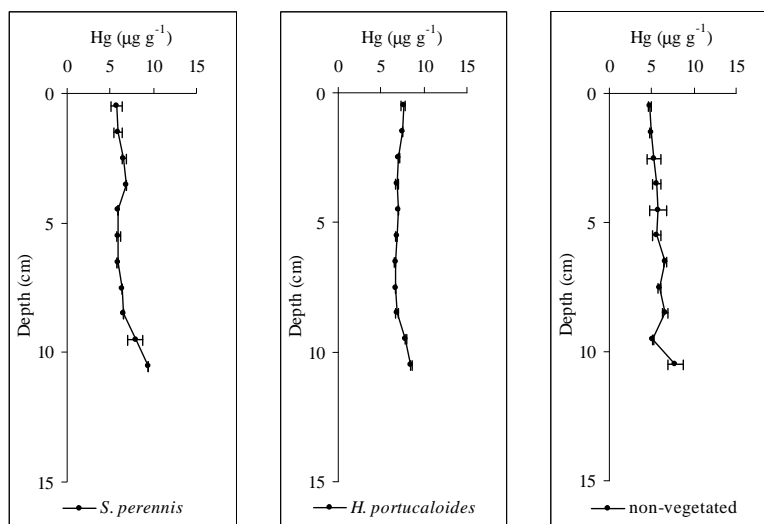 Hg (µg g-1)
0 5 10 15
0
5
10
15
Depth (cm)
S. perennis
Hg (µg g-1)
0 5 10 15
0
5
10
15
Depth (cm)
H. portucaloides
Hg (µg g-1)
0 5 10 15
0
5
10
15
Depth (cm)
non-vegetated